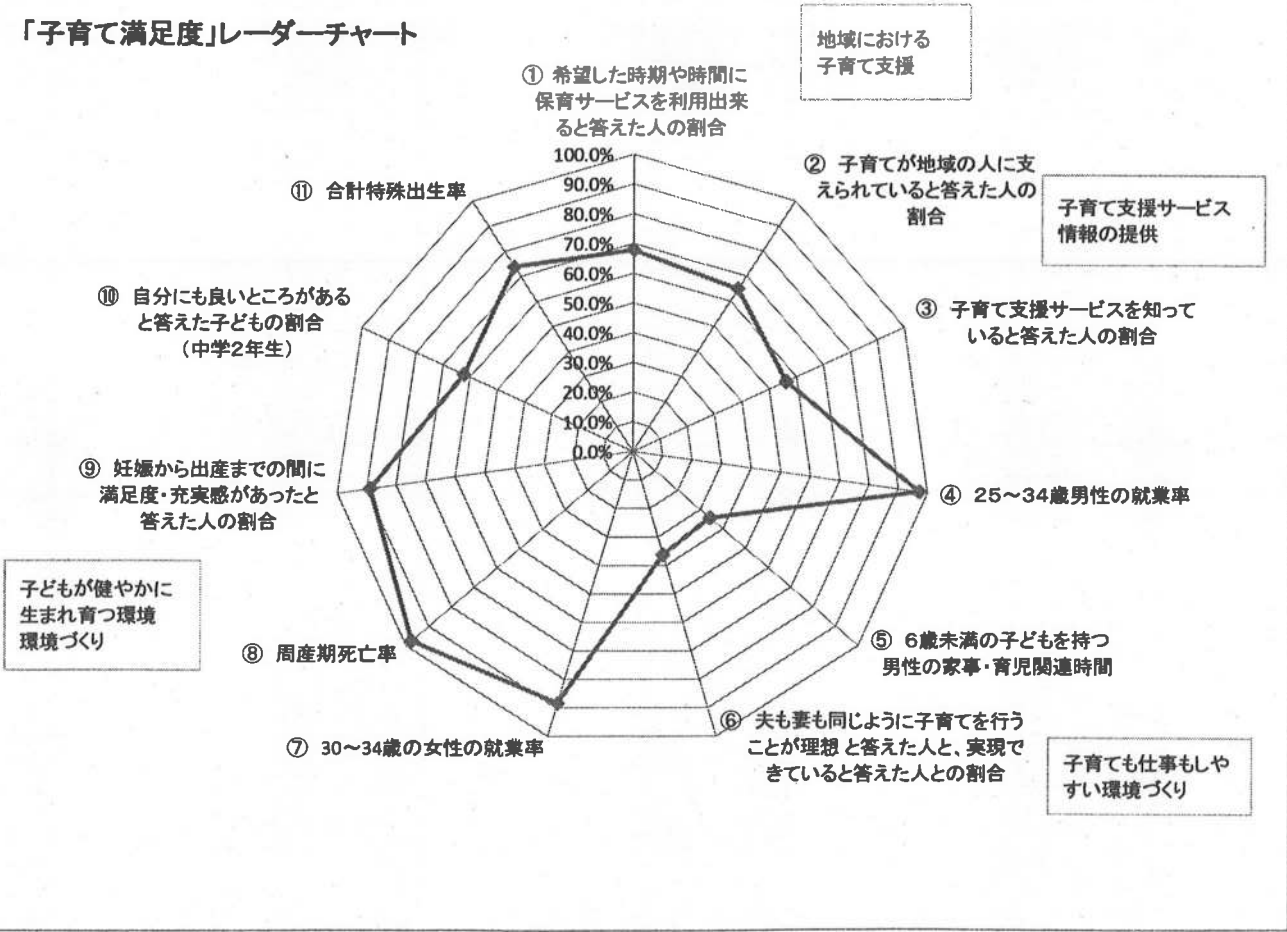 「子育て満足度」レーダーチャート
地域における
子育て支援
① 希望した時期や時間に
保育サービスを利用出来
ると答えた人の割合
100.0%
90.0%
80.0%
70.0%
60.0%
50.0%
40.0%
30.0%
20.0%
10.0%
0.0%
② 子育てが地域の人に支
えられていると答えた人の
割合
子育て支援サービス
情報の提供
③ 子育て支援サービスを知って
いると答えた人の割合
④ 25～34歳男性の就業率
⑤ 6歳未満の子どもを持つ
男性の家事・育児関連時間
⑥ 夫も妻も同じように子育てを行う
ことが理想 と答えた人と、実現で
きていると答えた人との割合
子育ても仕事もしや
すい環境づくり
⑦ 30～34歳の女性の就業率
⑧ 周産期死亡率
子どもが健やかに
生まれ育つ環境
環境づくり
⑨ 妊娠から出産までの間に
満足度・充実感があったと
答えた人の割合
⑩ 自分にも良いところがある
と答えた子どもの割合
（中学2年生）
⑪ 合計特殊出生率